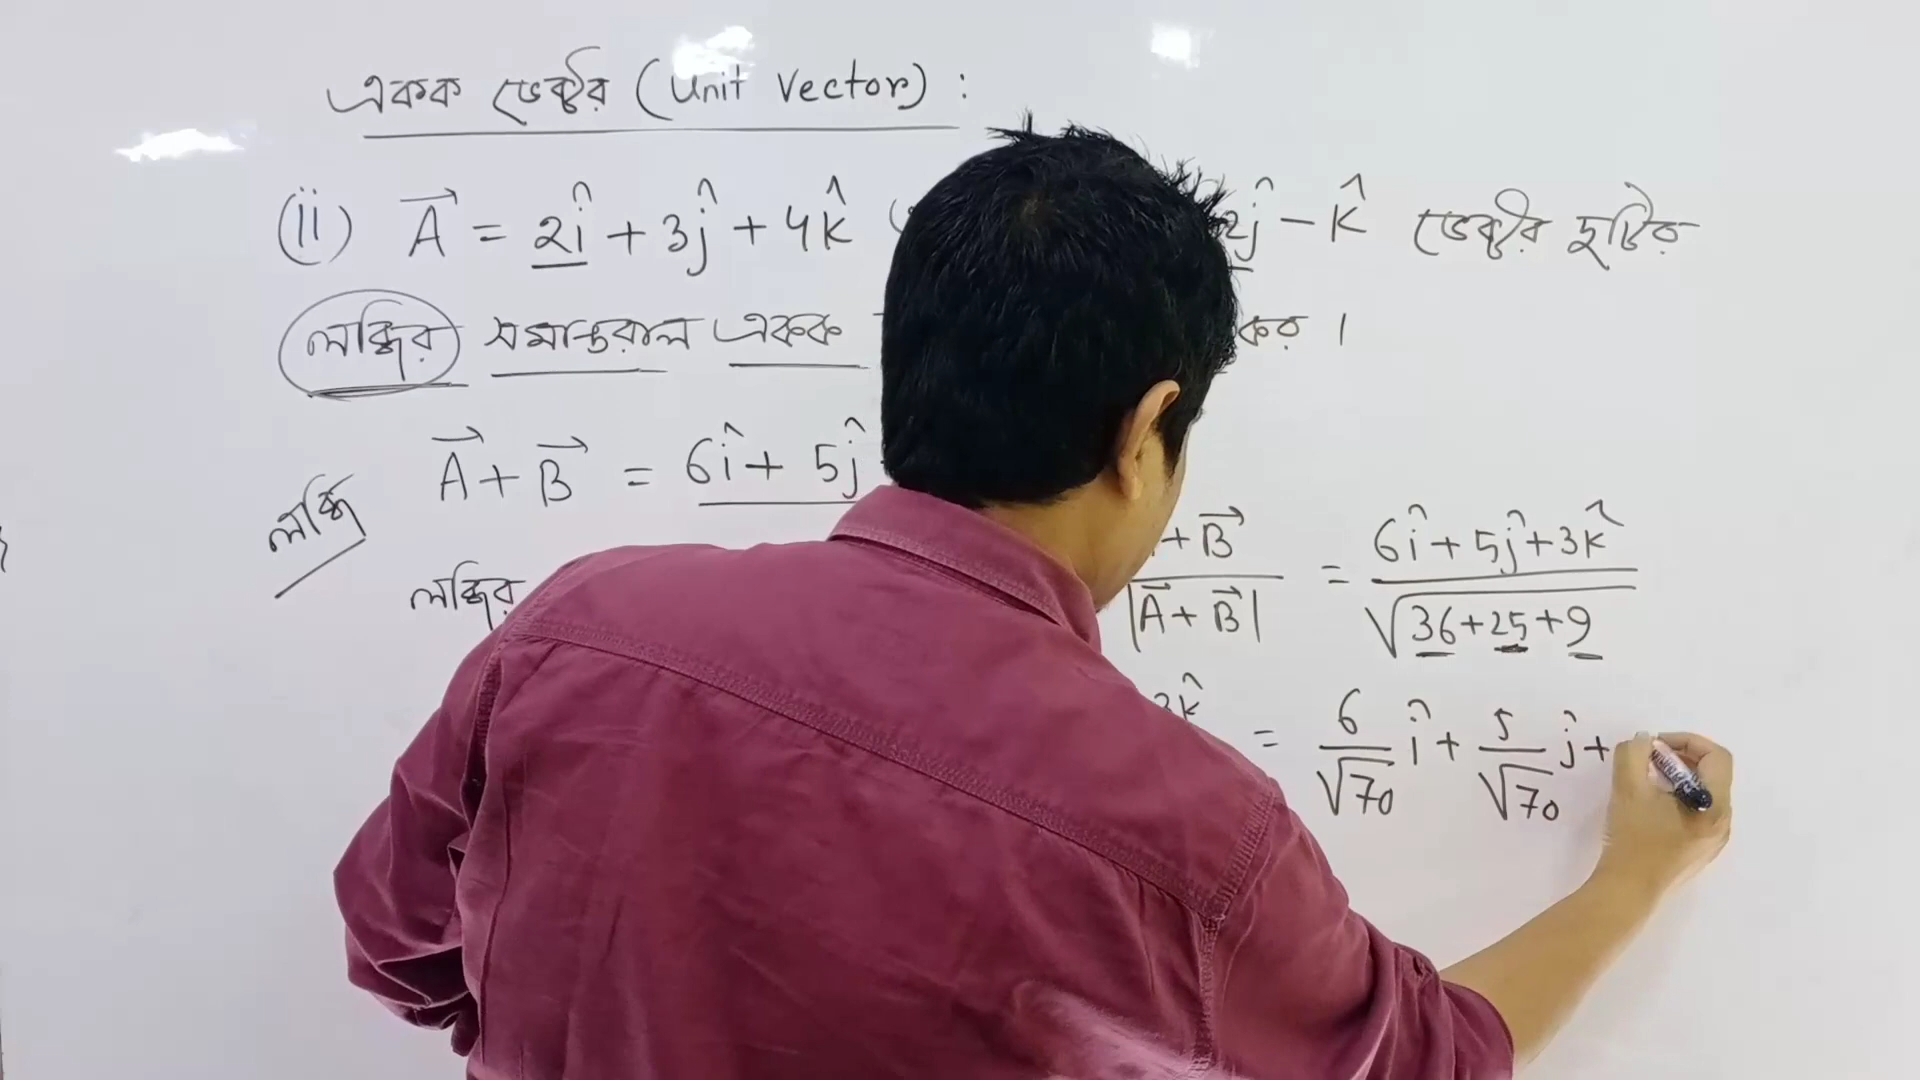 একক ভেক্টর (Unit Vector) :
(ii) A⃗ = 2î + 3ĵ + 4k̂ 2ĵ − k̂ ভেক্টর দুটির
লব্ধির সমান্তরাল একক কর ।
লব্ধি A⃗ + B⃗ = 6î + 5ĵ
লব্ধির + B⃗ / |A⃗ + B⃗| = 6î + 5ĵ + 3k̂ / √36+25+9
3k̂ = 6/√70 î + 5/√70 ĵ +